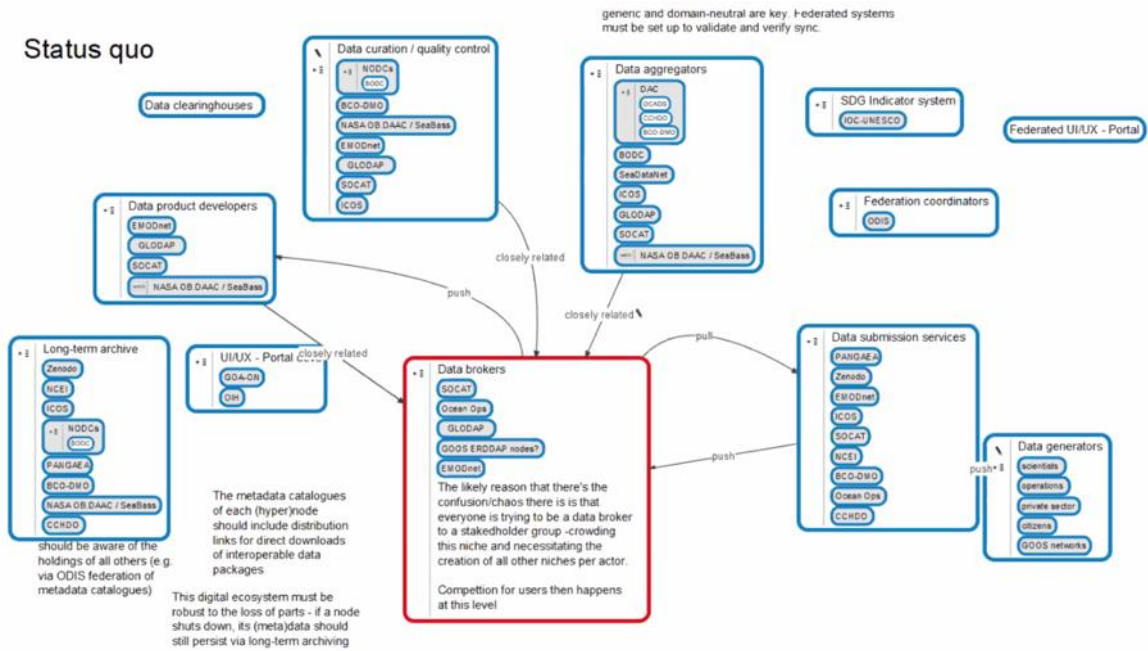 generic and domain-neutral are key. Federated systems
must be set up to validate and verify sync.
Status quo
Data clearinghouses
Data curation / quality control
NODCs
BODC
BCO-DMO
NASA OB.DAAC / SeaBass
EMODnet
GLODAP
SOCAT
ICOS
Data aggregators
DAC
OCADS
CCHDO
BCO-DMO
BODC
SeaDataNet
ICOS
GLODAP
SOCAT
NASA OB.DAAC / SeaBass
SDG Indicator system
IOC-UNESCO
Federated UI/UX - Portal
Federation coordinators
ODIS
Data product developers
EMODnet
GLODAP
SOCAT
NASA OB.DAAC / SeaBass
closely related
push
closely related
pull
Long-term archive
Zenodo
NCEI
ICOS
NODCs
BODC
PANGAEA
BCO-DMO
NASA OB.DAAC / SeaBass
CCHDO
should be aware of the
holdings of all others (e.g.
via ODIS federation of
metadata catalogues)
UI/UX - Portal
closely related
GOA-ON
OIH
The metadata catalogues
of each (hyper)node
should include distribution
links for direct downloads
of interoperable data
packages
This digital ecosystem must be
robust to the loss of parts - if a node
shuts down, its (meta)data should
still persist via long-term archiving
Data brokers
SOCAT
Ocean Ops
GLODAP
GOOS ERDDAP nodes?
EMODnet
The likely reason that there's the
confusion/chaos there is is that
everyone is trying to be a data broker
to a stakedholder group -crowding
this niche and necessitating the
creation of all other niches per actor.
Compettion for users then happens
at this level
Data submission services
PANGAEA
Zenodo
EMODnet
ICOS
SOCAT
NCEI
BCO-DMO
Ocean Ops
CCHDO
push
push
Data generators
scientists
operations
private sector
citizens
GOOS networks